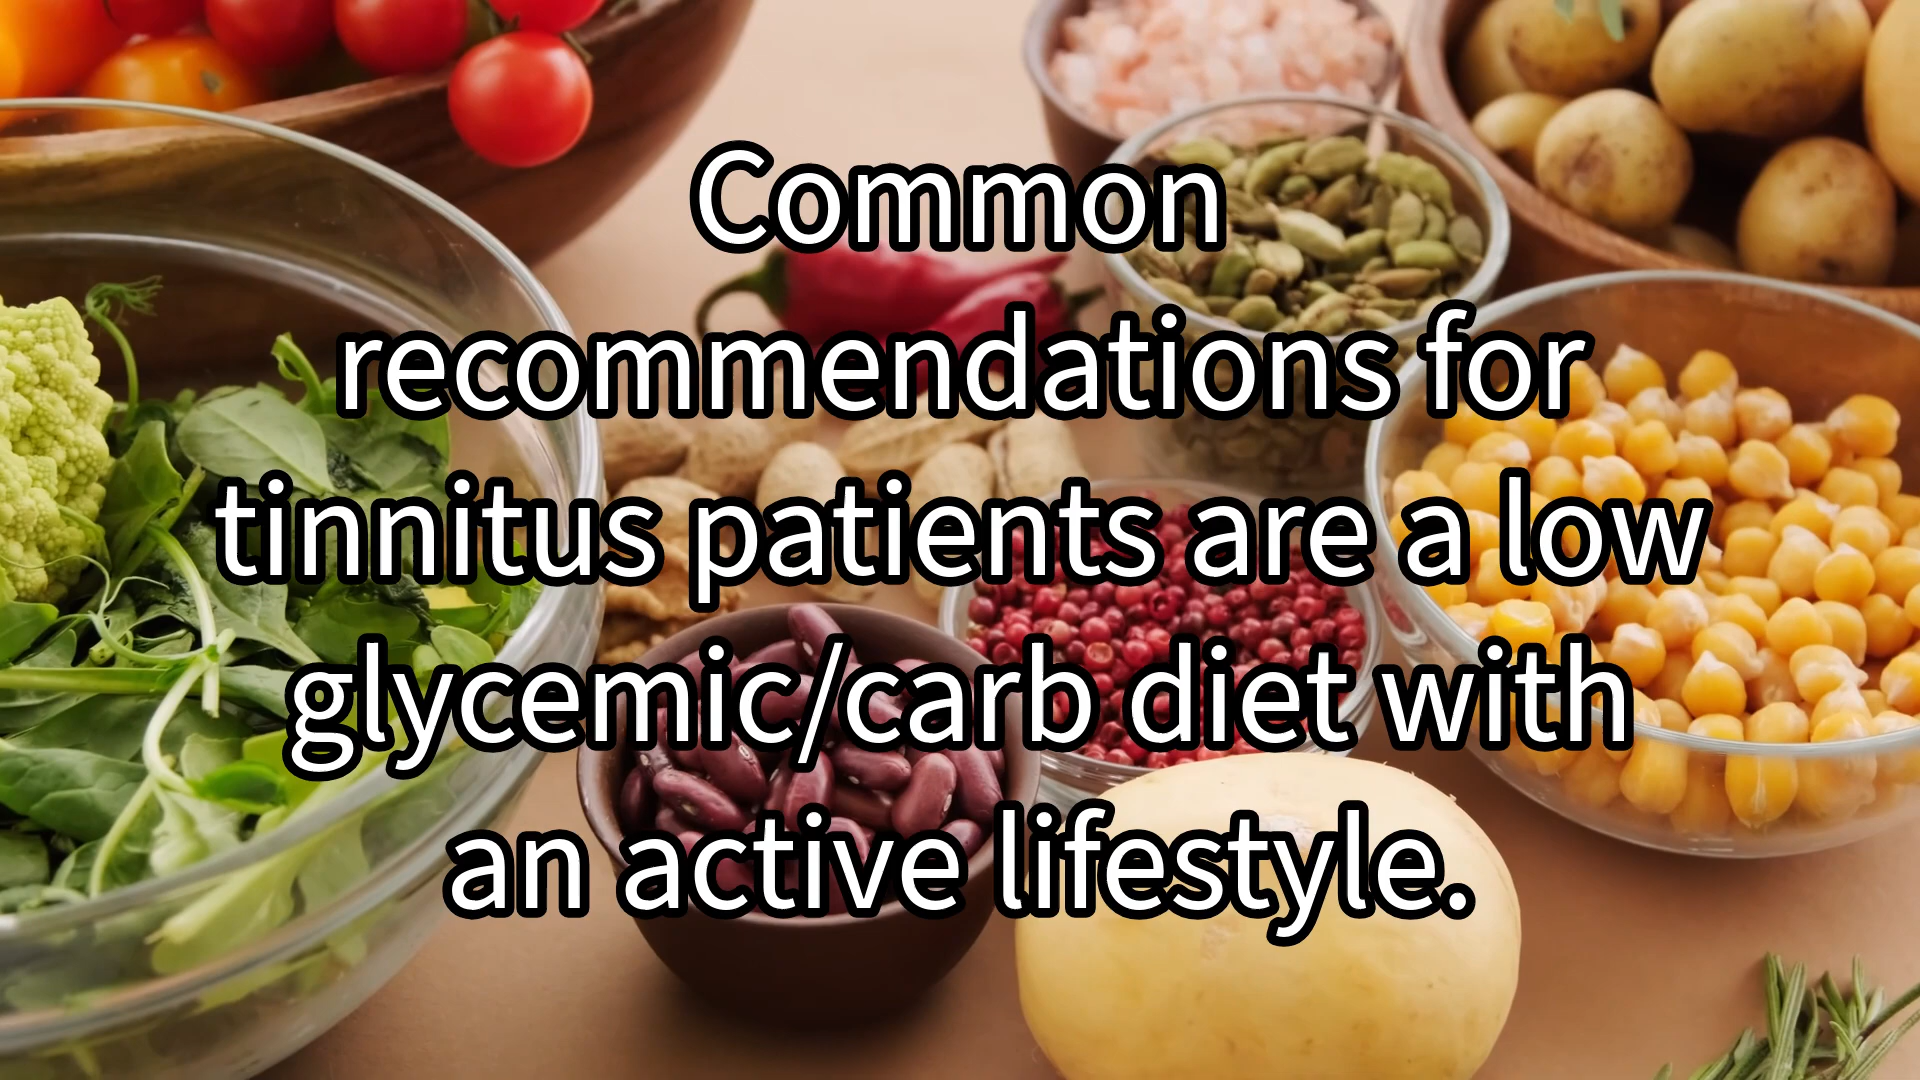 Common
recommendations for
tinnitus patients are a low
glycemic/carb diet with
an active lifestyle.